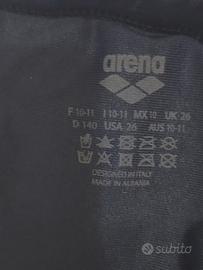 arena
F 10-11 I 10-11 MX 10 UK 26
D 140 USA 26 AUS 10-11
DESIGNED IN ITALY
MADE IN ALBANIA
subito